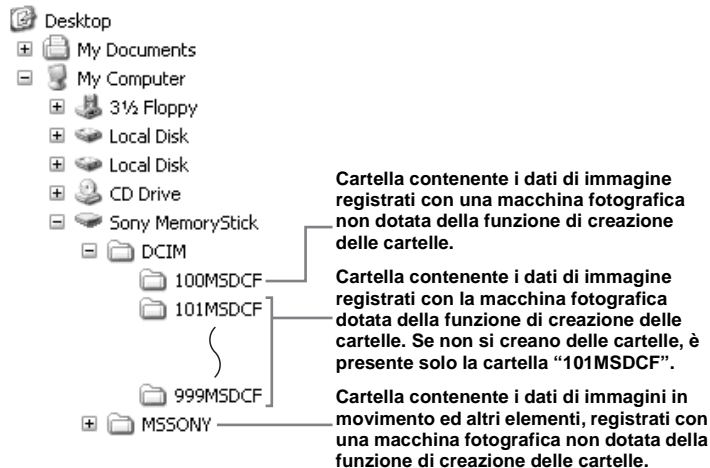 Desktop
My Documents
My Computer
3½ Floppy
Local Disk
Local Disk
CD Drive
Sony MemoryStick
DCIM
100MSDCF
101MSDCF
999MSDCF
MSSONY
Cartella contenente i dati di immagine
registrati con una macchina fotografica
non dotata della funzione di creazione
delle cartelle.
Cartella contenente i dati di immagine
registrati con la macchina fotografica
dotata della funzione di creazione delle
cartelle. Se non si creano delle cartelle, è
presente solo la cartella “101MSDCF”.
Cartella contenente i dati di immagini in
movimento ed altri elementi, registrati con
una macchina fotografica non dotata della
funzione di creazione delle cartelle.